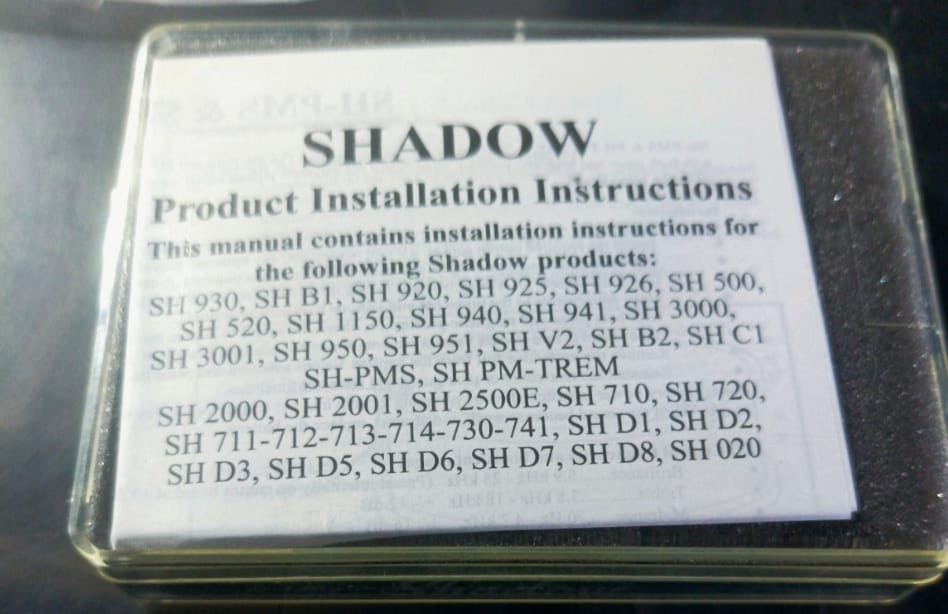 SHADOW
Product Installation Instructions
This manual contains installation instructions for
the following Shadow products:
SH 930, SH B1, SH 920, SH 925, SH 926, SH 500,
SH 520, SH 1150, SH 940, SH 941, SH 3000,
SH 3001, SH 950, SH 951, SH V2, SH B2, SH C1
SH-PMS, SH PM-TREM
SH 2000, SH 2001, SH 2500E, SH 710, SH 720,
SH 711-712-713-714-730-741, SH D1, SH D2,
SH D3, SH D5, SH D6, SH D7, SH D8, SH 020